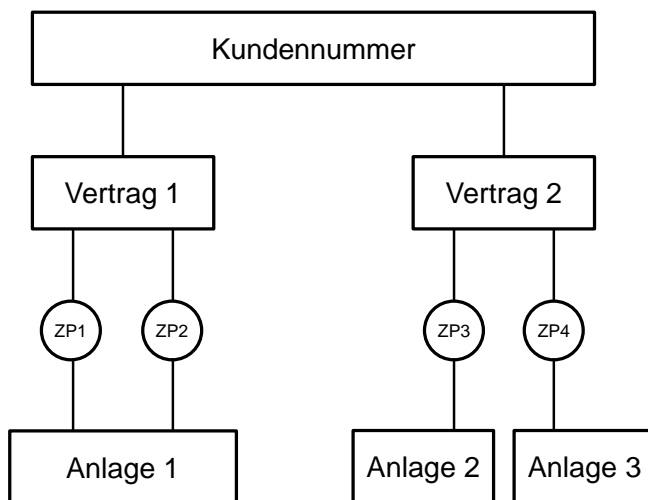 Kundennummer
Vertrag 1
Vertrag 2
ZP1
ZP2
ZP3
ZP4
Anlage 1
Anlage 2
Anlage 3